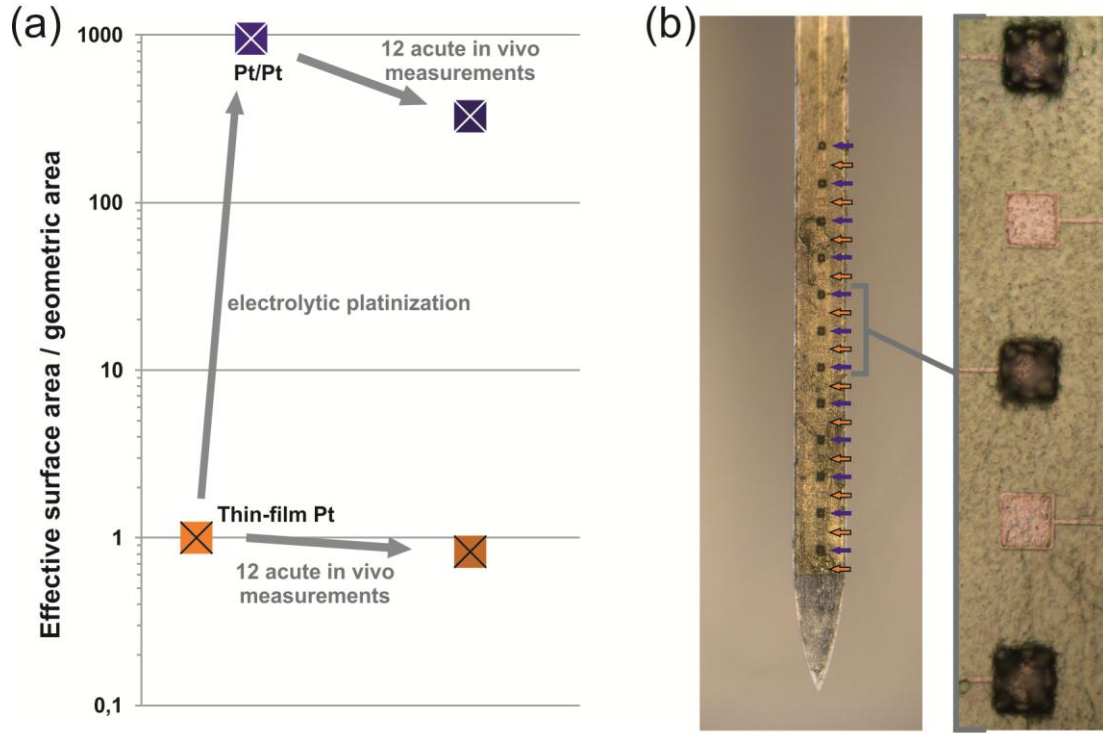 (a)
Effective surface area / geometric area
1000
100
10
1
0,1
Pt/Pt
12 acute in vivo
measurements
electrolytic platinization
Thin-film Pt
12 acute in vivo
measurements
(b)